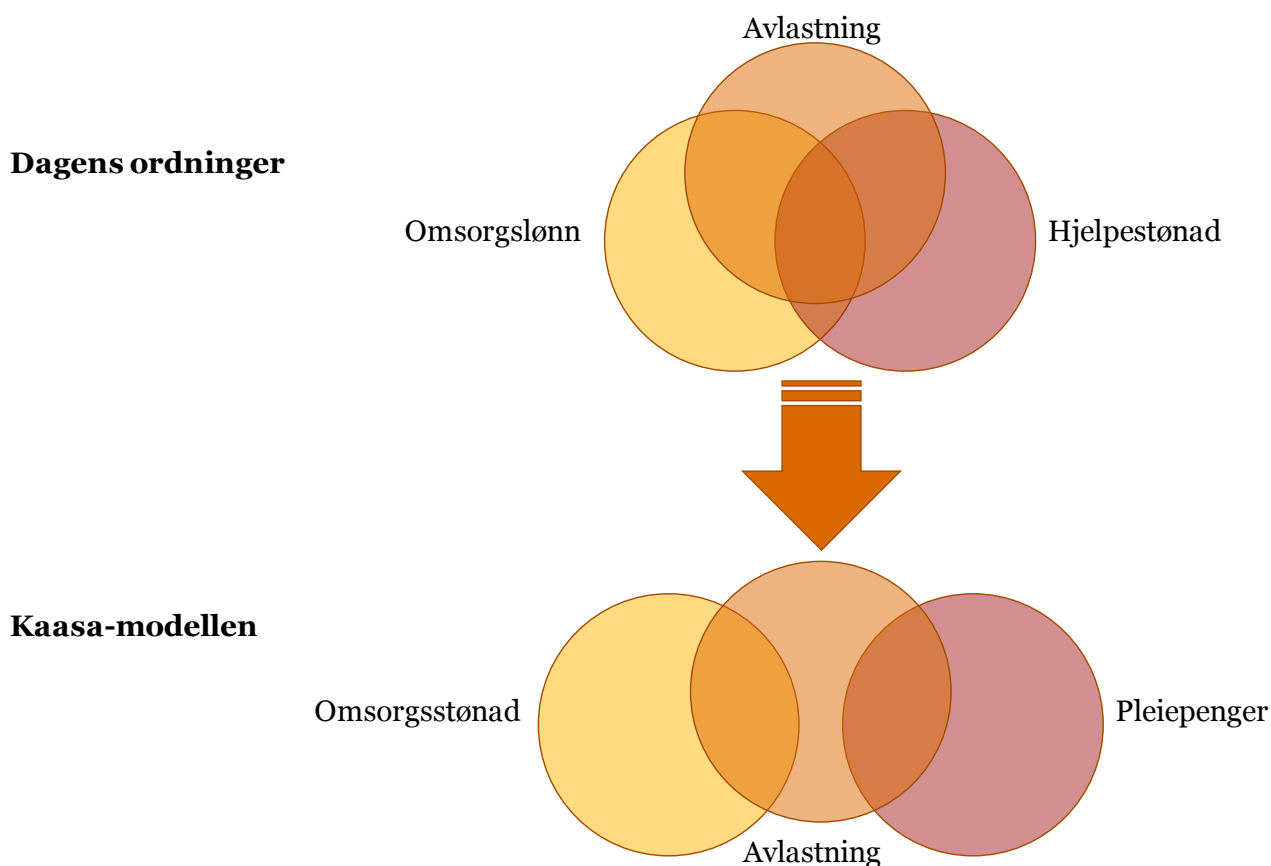 Avlastning
Dagens ordninger
Omsorgslønn
Hjelpestønad
Kaasa-modellen
Omsorgsstønad
Pleiepenger
Avlastning